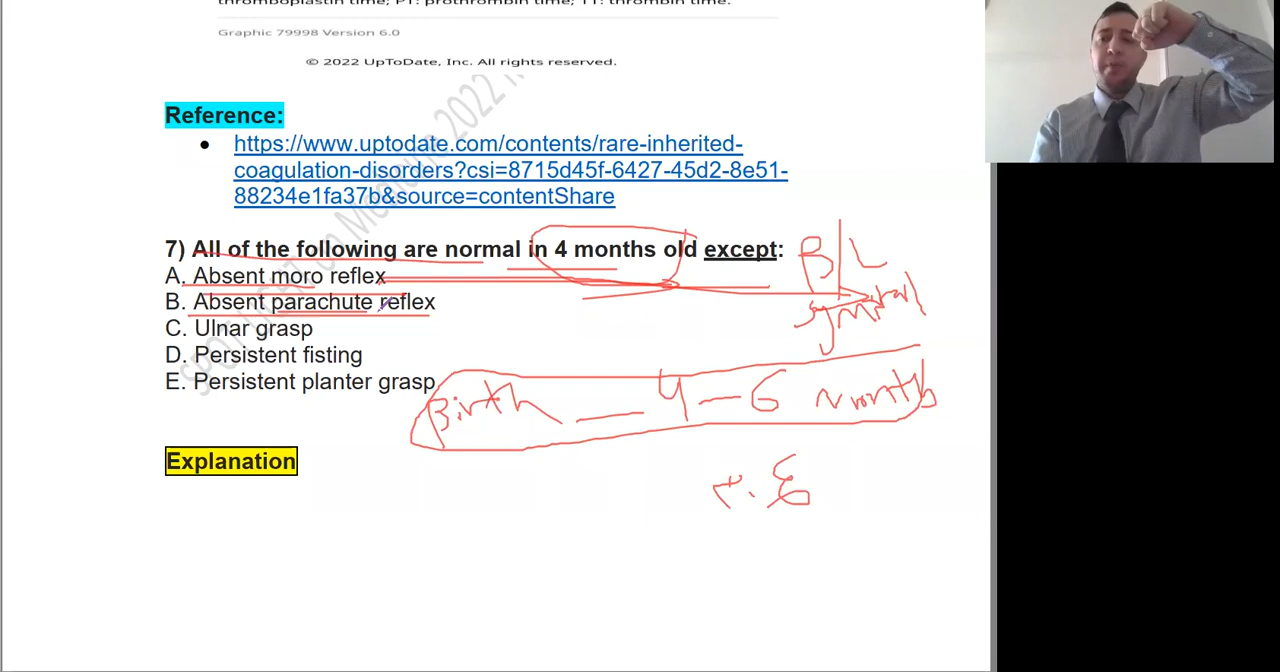 thromboplastin time; PT: prothrombin time; TT: thrombin time.
Graphic 79998 Version 6.0
© 2022 UpToDate, Inc. All rights reserved.
Reference:
https://www.uptodate.com/contents/rare-inherited-
coagulation-disorders?csi=8715d45f-6427-45d2-8e51-
88234e1fa37b&source=contentShare
7) All of the following are normal in 4 months old except:
A. Absent moro reflex
B. Absent parachute reflex
C. Ulnar grasp
D. Persistent fisting
E. Persistent planter grasp
B/L
Birth — 4 — 6 Month
Explanation